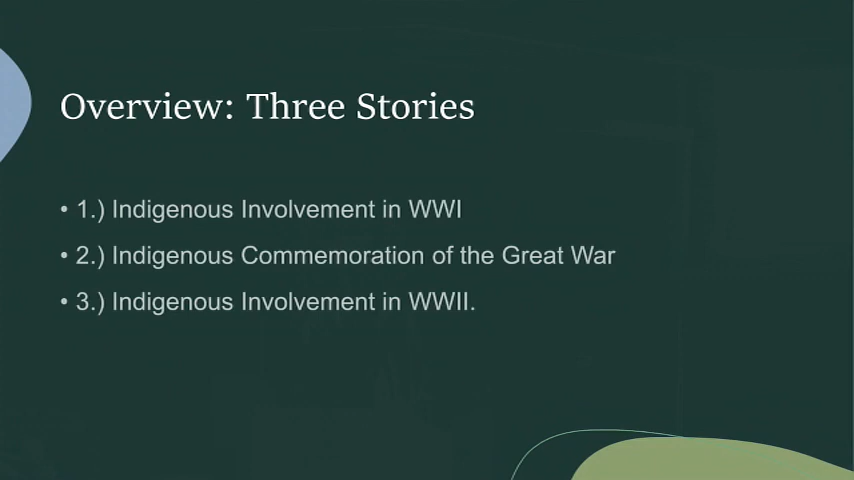 Overview: Three Stories
• 1.) Indigenous Involvement in WWI
• 2.) Indigenous Commemoration of the Great War
• 3.) Indigenous Involvement in WWII.